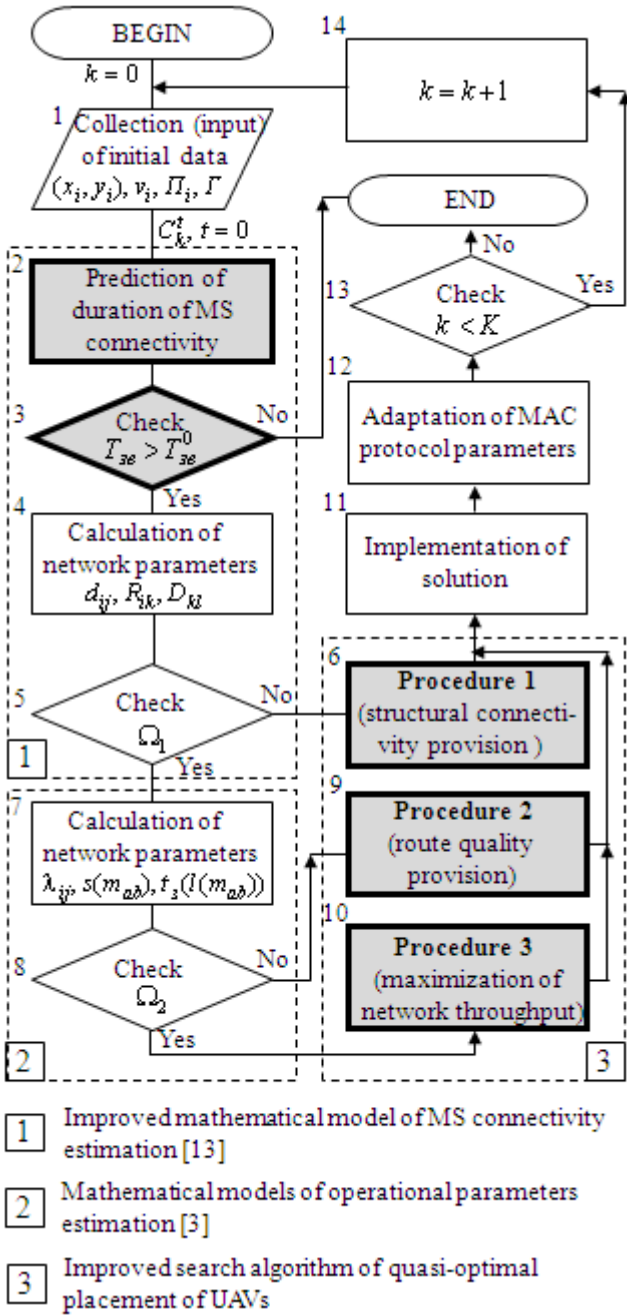 BEGIN
k = 0
1
Collection (input)
of initial data
(x_i, y_i), v_i, Π_i, Γ
C_k^t, t = 0
2
Prediction of
duration of MS
connectivity
3
Check
T_зв > T_зв^0
No
Yes
4
Calculation of
network parameters
d_ij, R_ik, D_kl
5
Check
Ω_1
No
Yes
1
7
Calculation of
network parameters
λ_ij, s(m_ab), t_s(l(m_ab))
8
Check
Ω_2
No
Yes
2
14
k = k+1
END
No
13
Check
k < K
Yes
12
Adaptation of MAC
protocol parameters
11
Implementation of
solution
6
Procedure 1
(structural connecti-
vity provision )
9
Procedure 2
(route quality
provision)
10
Procedure 3
(maximization of
network throughput)
3
1 Improved mathematical model of MS connectivity
estimation [13]
2 Mathematical models of operational parameters
estimation [3]
3 Improved search algorithm of quasi-optimal
placement of UAVs